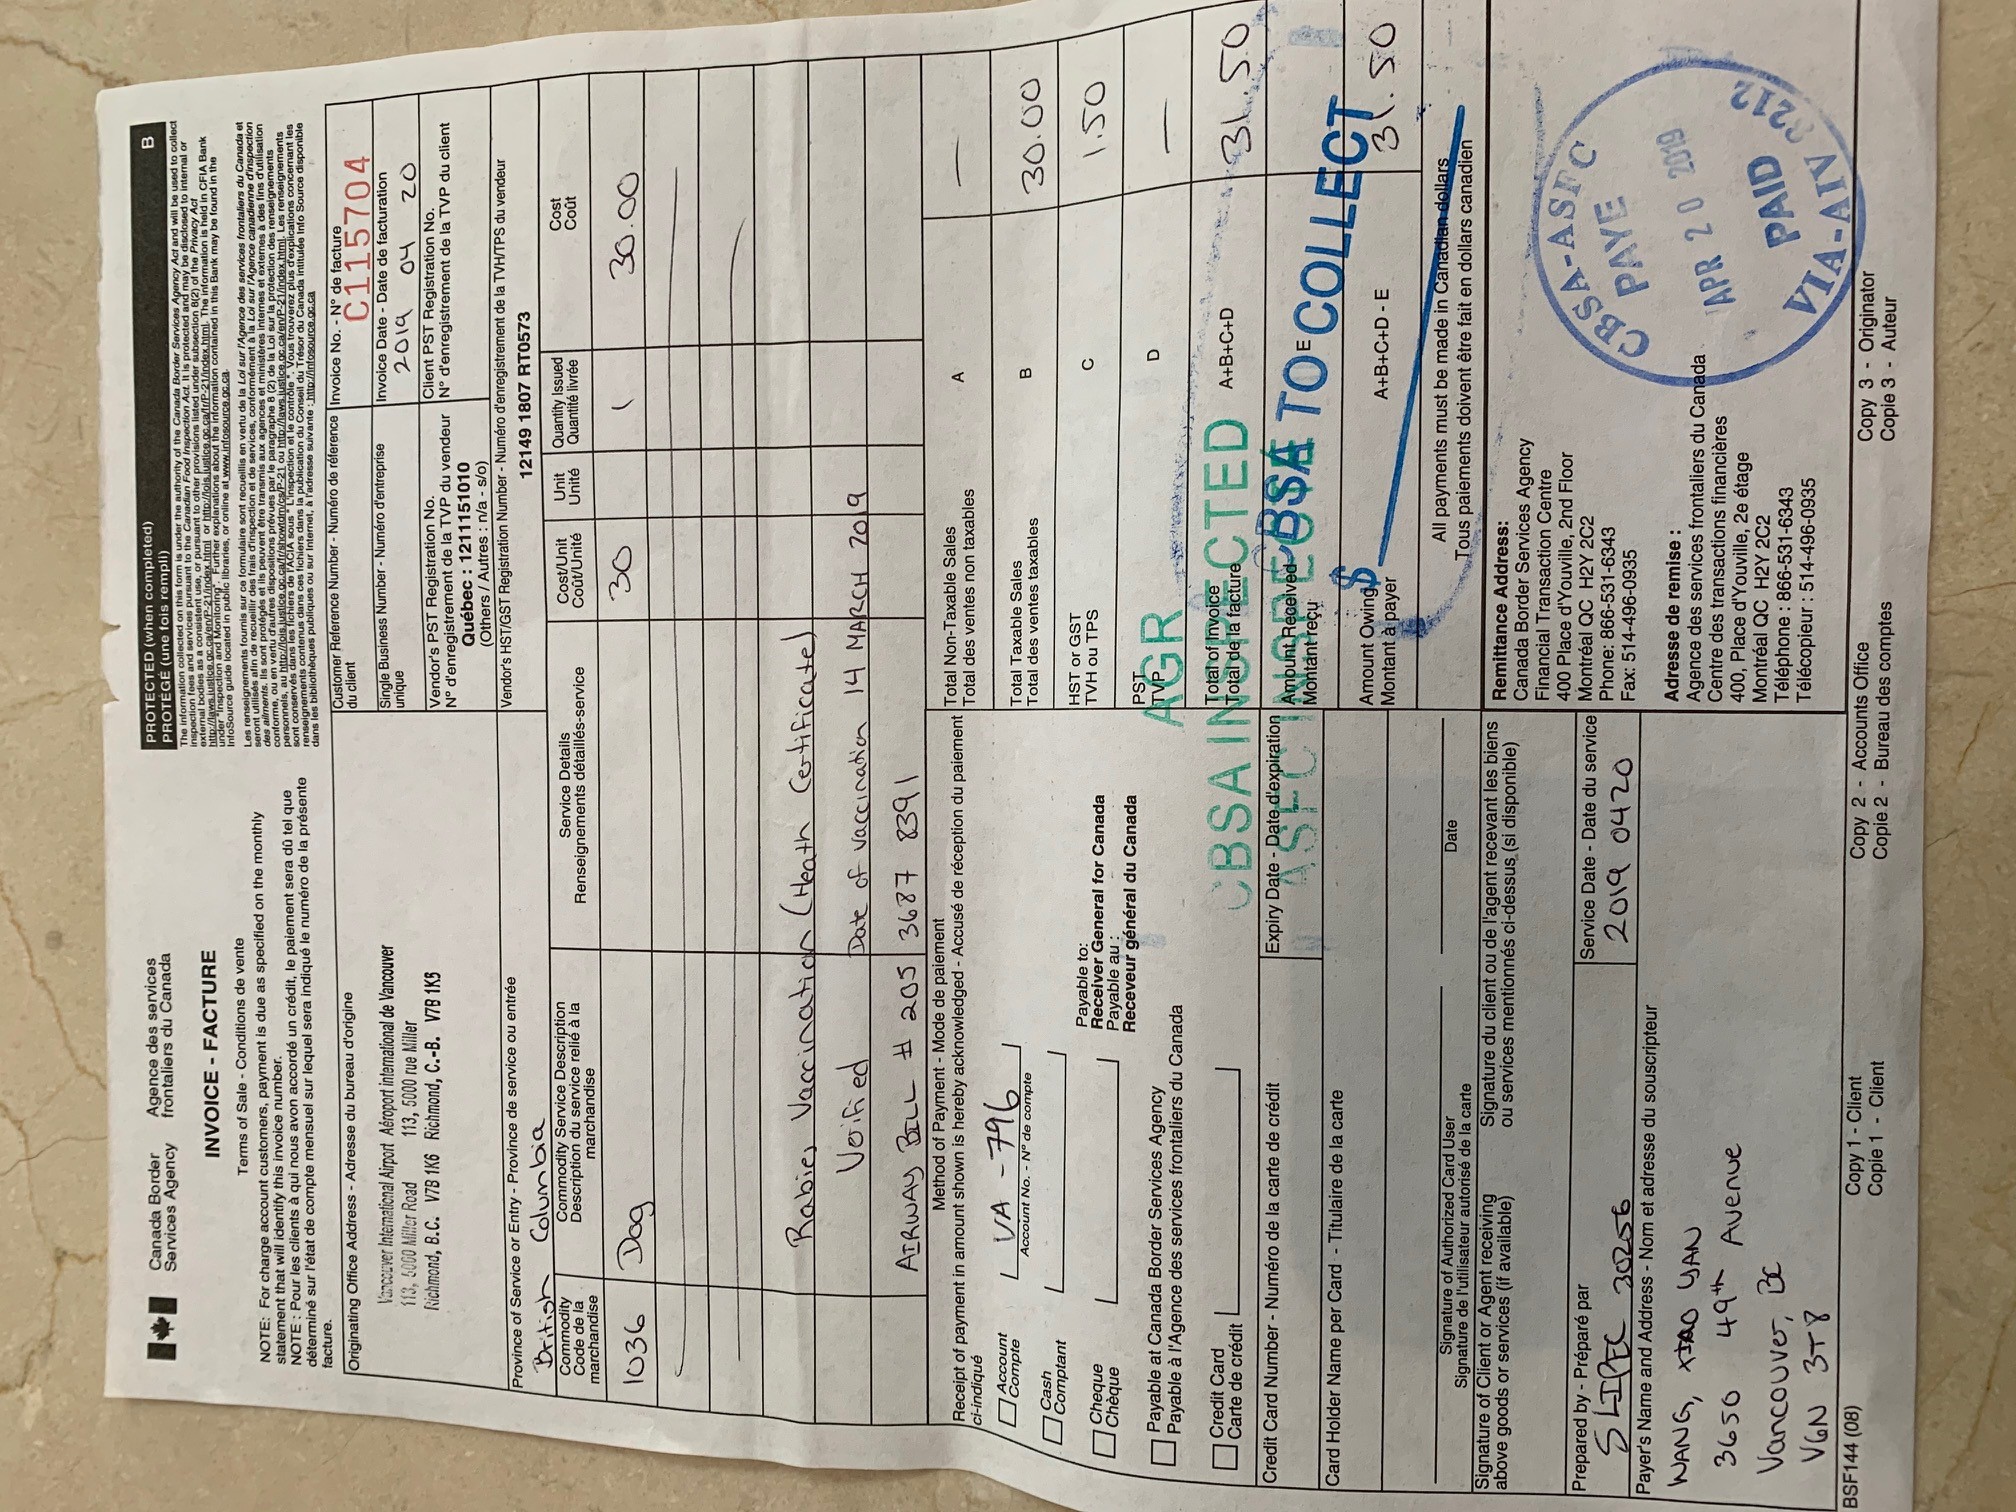 Canada Border Services Agency
Agence des services frontaliers du Canada
INVOICE - FACTURE
Terms of Sale - Conditions de vente
NOTE: For charge account customers, payment is due as specified on the monthly
statement that will identify this invoice number.
NOTE : Pour les clients à qui nous avon accordé un crédit, le paiement sera dû tel que
déterminé sur l'état de compte mensuel sur lequel sera indiqué le numéro de la présente
facture.
PROTECTED (when completed)
PROTÉGÉ (une fois rempli)
B
The information collected on this form is under the authority of the Canada Border Services Agency Act and will be used to collect
inspection fees and services pursuant to the Canadian Food Inspection Act. It is protected and may be disclosed to internal or
external bodies as a consistent use, or pursuant to other provisions listed under subsection 8(2) of the Privacy Act
http://laws.justice.gc.ca/en/P-21/index.html or http://lois.justice.gc.ca/fr/P-21/index.html. The information is held in CFIA Bank
under "Inspection and Monitoring". Further explanations about the information contained in this Bank may be found in the
InfoSource guide located in public libraries, or online at www.infosource.gc.ca.
Les renseignements fournis sur ce formulaire sont recueillis en vertu de la Loi sur l'Agence des services frontaliers du Canada et
seront utilisés afin de recueillir des frais d'inspection et de services, conformément à la Loi sur l'Agence canadienne d'inspection
des ailments. Ils sont protégés et ils peuvent être transmis aux agences et ministères internes et externes à des fins d'utilisation
conforme, ou en vertu d'autres dispositions prévues par le paragraphe 8 (2) de la Loi sur la protection des renseignements
personnels, au http://lois.justice.gc.ca/fr/showtdm/cs/P-21 ou http://laws.justice.gc.ca/en/P-21/index.html. Les renseignements
sont conservés dans les fichiers de l'ACIA sous " L'inspection et le contrôle ". Vous trouverez plus d'explications concernant les
renseignements contenus dans ces fichiers dans la publication du Conseil du Trésor du Canada intitulée Info Source disponible
dans les bibliothèques publiques ou sur Internet, à l'adresse suivante : http://infosource.gc.ca
Originating Office Address - Adresse du bureau d'origine
Vancouver International Airport Aéroport international de Vancouver
113, 5000 Miller Road 113, 5000 rue Miller
Richmond, B.C. V7B 1K6 Richmond, C.-B. V7B 1K5
Customer Reference Number - Numéro de référence
du client
Invoice No. - N° de facture
C115704
Single Business Number - Numéro d'entreprise
unique
Invoice Date - Date de facturation
2019 04 20
Vendor's PST Registration No.
N° d'enregistrement de la TVP du vendeur
Québec : 1211151010
(Others / Autres : n/a - s/o)
Client PST Registration No.
N° d'enregistrement de la TVP du client
Province of Service or Entry - Province de service ou entrée
British Columbia
Vendor's HST/GST Registration Number - Numéro d'enregistrement de la TVH/TPS du vendeur
12149 1807 RT0573
Commodity
Code de la
marchandise
Commodity Service Description
Description du service relié à la
marchandise
Service Details
Renseignements détaillés-service
Cost/Unit
Coût/Unité
Unit
Unité
Quantity Issued
Quantité livrée
Cost
Coût
1036 Dog 30 1 30.00
Rabies Vaccination (Heath Certificate)
Verified Date of vaccination 14 MARCH 2019
AIRWAY BILL # 205 3687 8391
Method of Payment - Mode de paiement
Receipt of payment in amount shown is hereby acknowledged - Accusé de réception du paiement
ci-indiqué
Account
Compte
VA - 796
Account No. - N° de compte
Cash
Comptant
Cheque
Chèque
Payable to:
Receiver General for Canada
Payable au :
Receveur général du Canada
Payable at Canada Border Services Agency
Payable à l'Agence des services frontaliers du Canada
Credit Card
Carte de crédit
Total Non-Taxable Sales
Total des ventes non taxables
A —
Total Taxable Sales
Total des ventes taxables
B 30.00
HST or GST
TVH ou TPS
C 1.50
PST
TVP
D —
Total of Invoice
Total de la facture
A+B+C+D 31.50
Amount Received
Montant reçu
E
Amount Owing
Montant à payer
A+B+C+D - E 31.50
AGR
CBSA INSPECTED
ASFC INSPECTÉ
CBSA TO COLLECT
$
Credit Card Number - Numéro de la carte de crédit
Expiry Date - Date d'expiration
Card Holder Name per Card - Titulaire de la carte
Signature of Authorized Card User
Signature de l'utilisateur autorisé de la carte
Date
All payments must be made in Canadian dollars
Tous paiements doivent être fait en dollars canadien
Signature of Client or Agent receiving
above goods or services (if available)
Signature du client ou de l'agent recevant les biens
ou services mentionnés ci-dessus (si disponible)
Prepared by - Préparé par
SLIPEC 30256
Service Date - Date du service
2019 0420
Payer's Name and Address - Nom et adresse du souscripteur
WANG, XIAO YAN
3650 49th Avenue
Vancouver, BC
V6N 3T8
Remittance Address:
Canada Border Services Agency
Financial Transaction Centre
400 Place d'Youville, 2nd Floor
Montréal QC H2Y 2C2
Phone: 866-531-6343
Fax: 514-496-0935
Adresse de remise :
Agence des services frontaliers du Canada
Centre des transactions financières
400, Place d'Youville, 2e étage
Montréal QC H2Y 2C2
Téléphone : 866-531-6343
Télécopieur : 514-496-0935
CBSA-ASFC
PAYE
APR 20 2019
PAID
VIA-AIV 3212
BSF144 (08)
Copy 1 - Client
Copie 1 - Client
Copy 2 - Accounts Office
Copie 2 - Bureau des comptes
Copy 3 - Originator
Copie 3 - Auteur